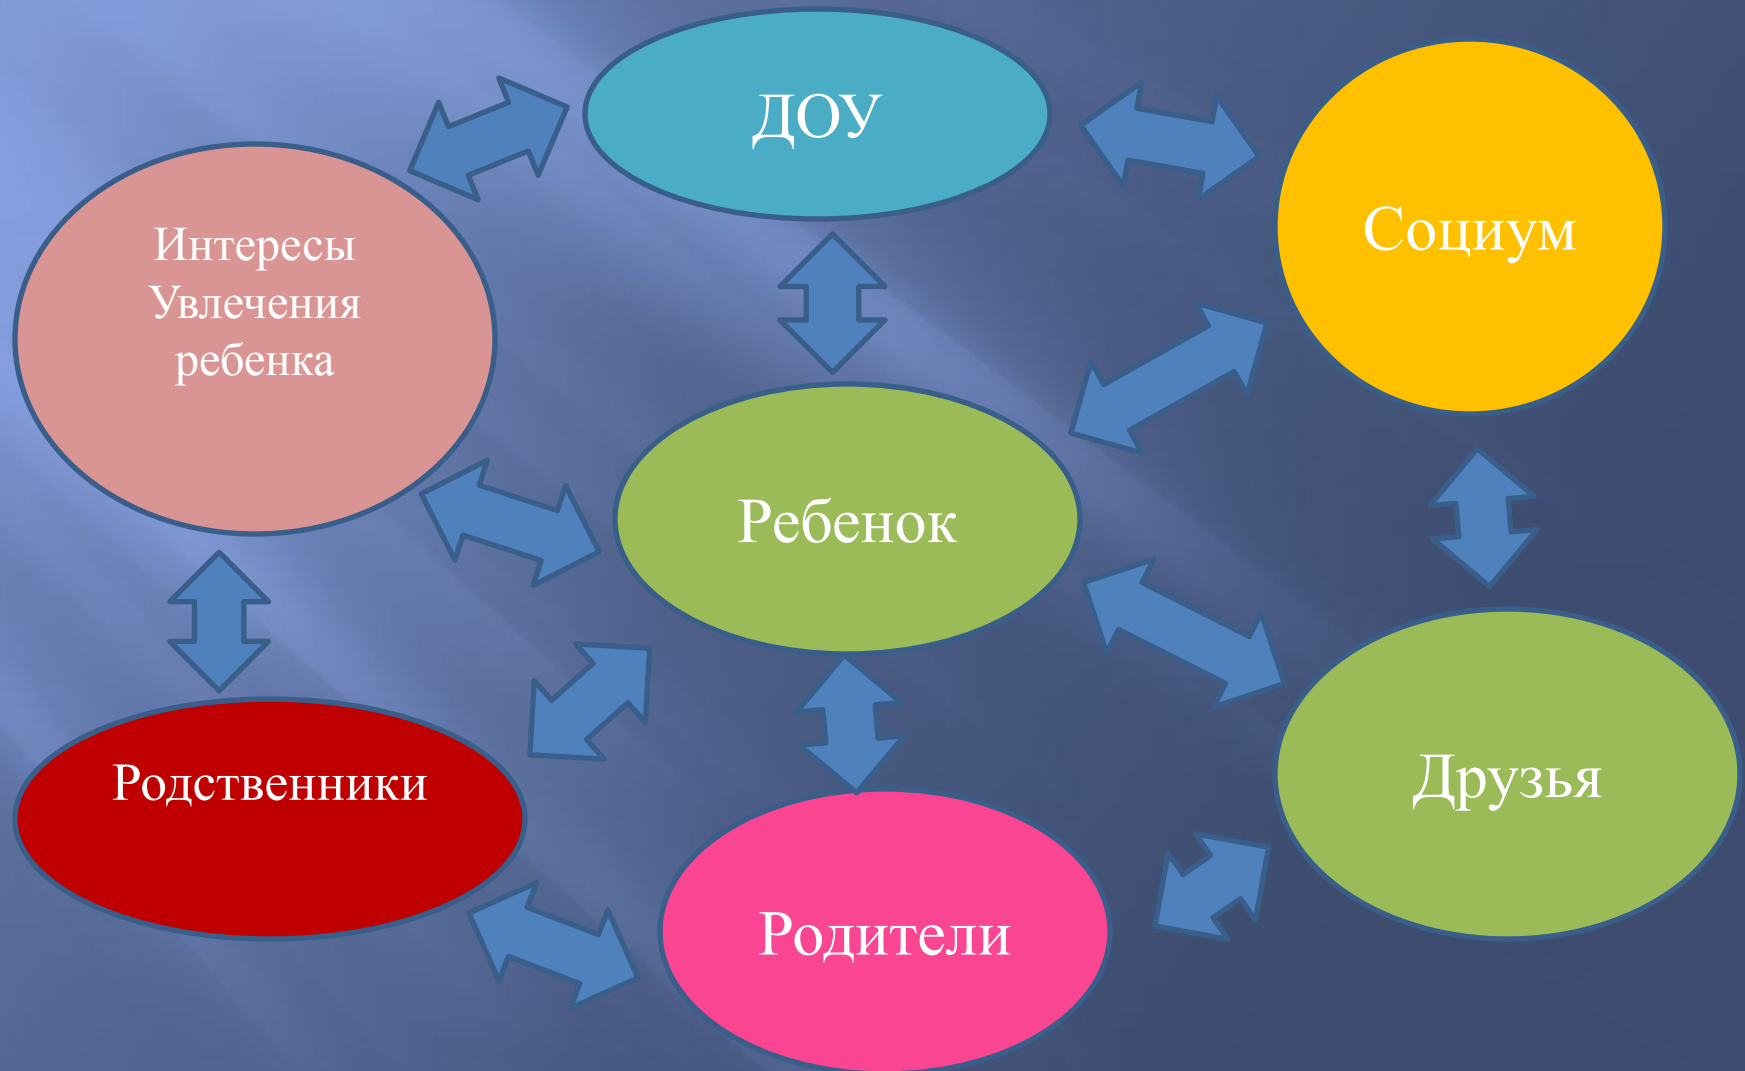 ДОУ
Социум
Интересы
Увлечения
ребенка
Ребенок
Родственники
Друзья
Родители